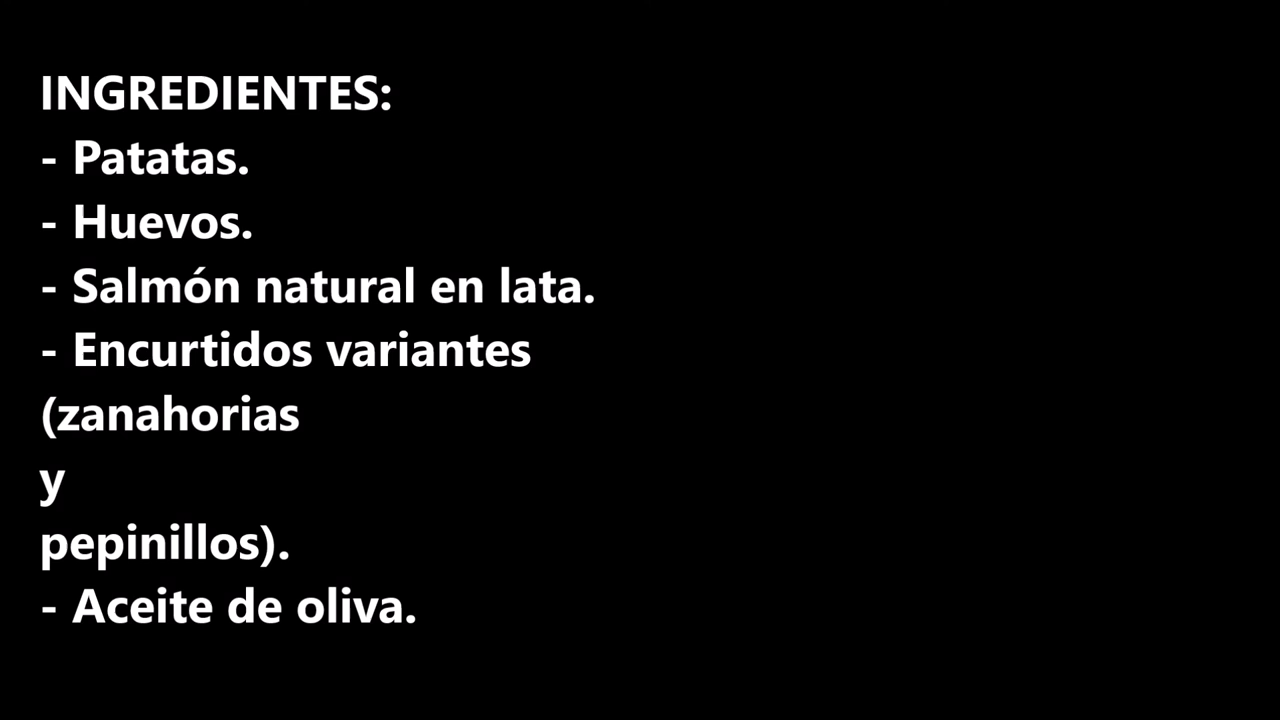 INGREDIENTES:
- Patatas.
- Huevos.
- Salmón natural en lata.
- Encurtidos variantes
(zanahorias
y
pepinillos).
- Aceite de oliva.